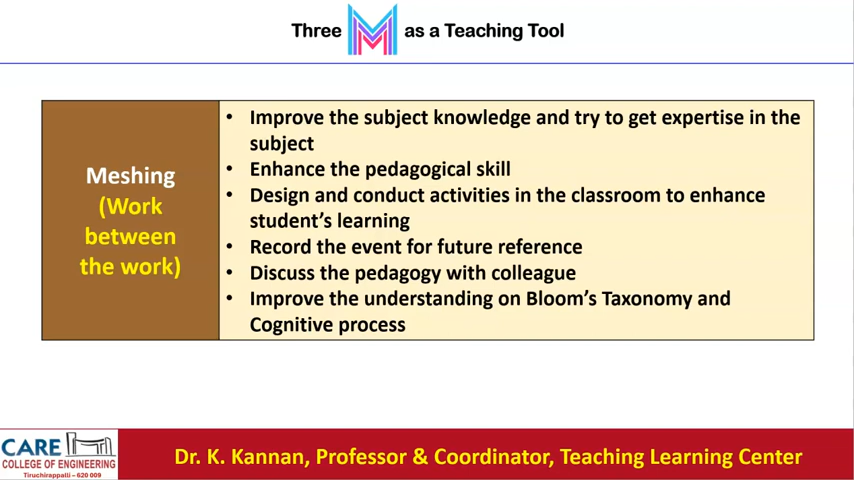 Three M as a Teaching Tool
Meshing
(Work
between
the work)
• Improve the subject knowledge and try to get expertise in the
subject
• Enhance the pedagogical skill
• Design and conduct activities in the classroom to enhance
student's learning
• Record the event for future reference
• Discuss the pedagogy with colleague
• Improve the understanding on Bloom's Taxonomy and
Cognitive process
CARE
COLLEGE OF ENGINEERING
Tiruchirappalli – 620 009
Dr. K. Kannan, Professor & Coordinator, Teaching Learning Center